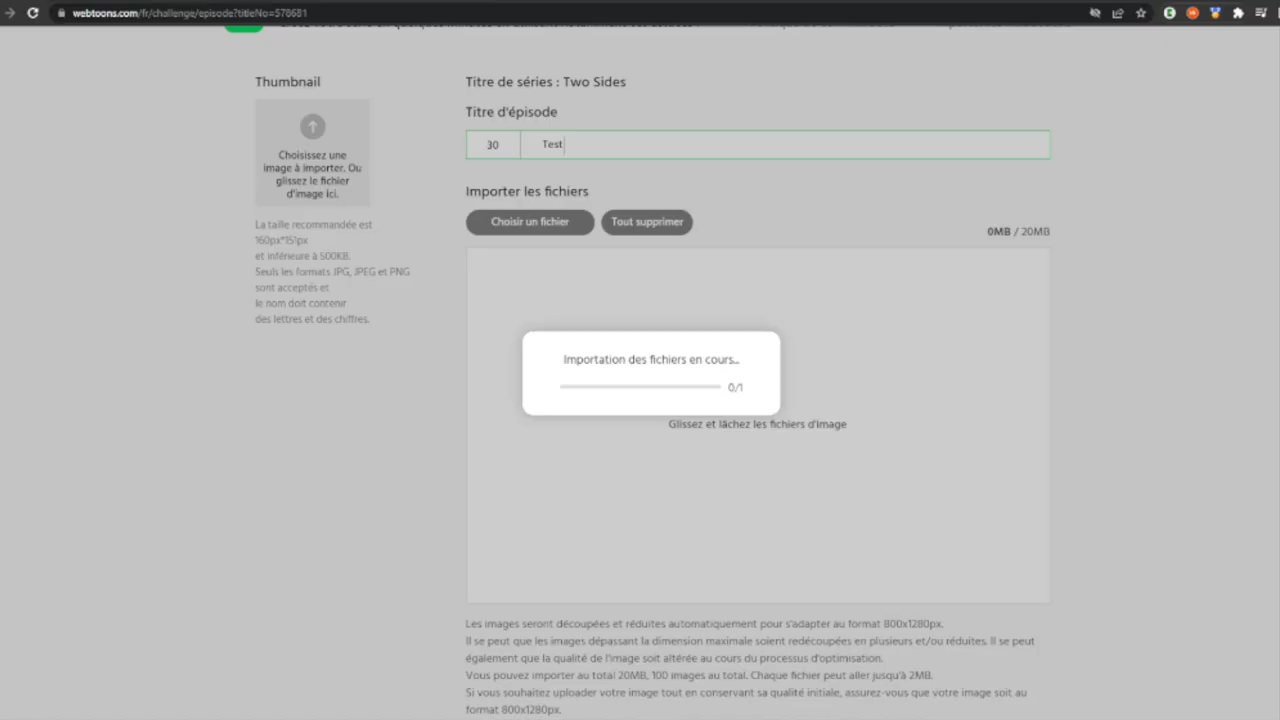 webtoons.com/fr/challenge/episode?titleNo=578681
Thumbnail
Choisissez une
image à importer. Ou
glissez le fichier
d'image ici.
La taille recommandée est
160px*151px
et inférieure à 500KB.
Seuls les formats JPG, JPEG et PNG
sont acceptés et
le nom doit contenir
des lettres et des chiffres.
Titre de séries : Two Sides
Titre d'épisode
30 Test
Importer les fichiers
Choisir un fichier Tout supprimer
0MB / 20MB
Importation des fichiers en cours...
0/1
Glissez et lâchez les fichiers d'image
Les images seront découpées et réduites automatiquement pour s'adapter au format 800x1280px.
Il se peut que les images dépassant la dimension maximale soient redécoupées en plusieurs et/ou réduites. Il se peut
également que la qualité de l'image soit altérée au cours du processus d'optimisation.
Vous pouvez importer au total 20MB, 100 images au total. Chaque fichier peut aller jusqu'à 2MB.
Si vous souhaitez uploader votre image tout en conservant sa qualité initiale, assurez-vous que votre image soit au
format 800x1280px.